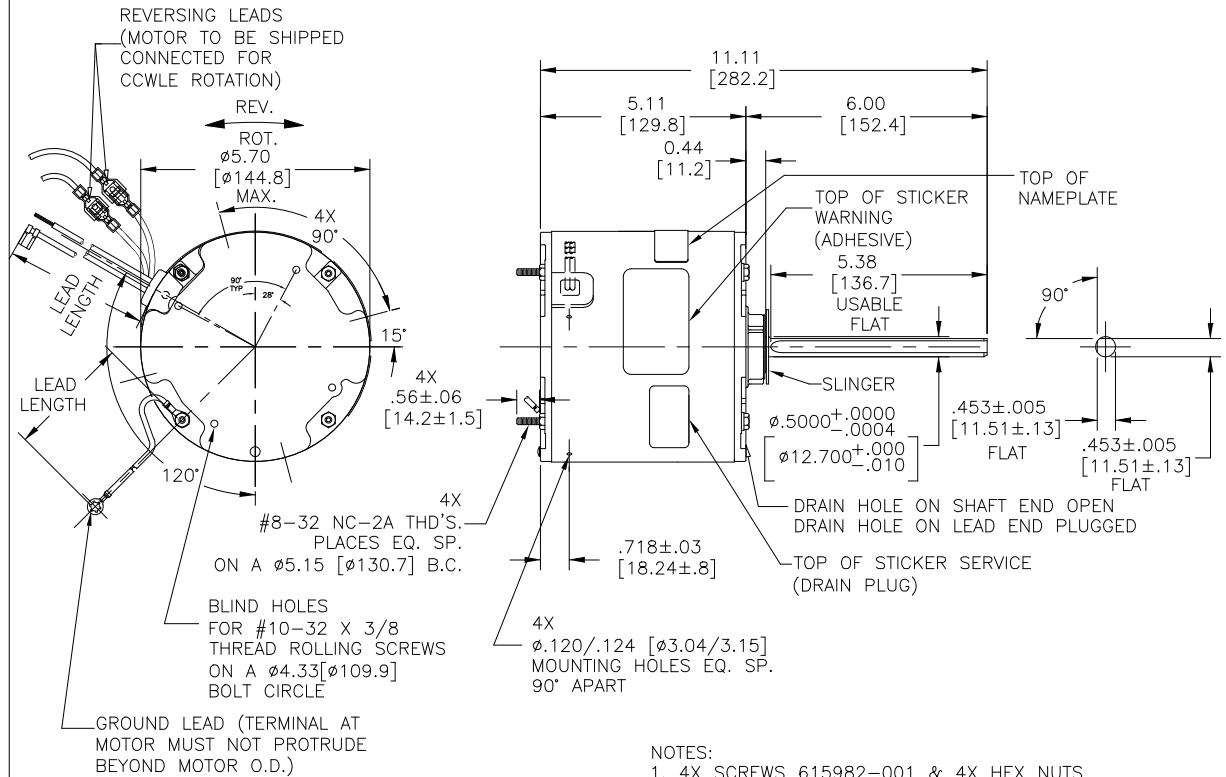 REVERSING LEADS
(MOTOR TO BE SHIPPED
CONNECTED FOR
CCWLE ROTATION)
REV.
ROT.
ø5.70
[ø144.8]
MAX.
4X
90°
90°
TYP
28°
15°
LEAD
LENGTH
LEAD
LENGTH
120°
11.11
[282.2]
5.11
[129.8]
6.00
[152.4]
0.44
[11.2]
TOP OF
NAMEPLATE
TOP OF STICKER
WARNING
(ADHESIVE)
5.38
[136.7]
USABLE
FLAT
90°
4X
.56±.06
[14.2±1.5]
SLINGER
ø.5000+.0000
-.0004
[ø12.700+.000
-.010]
.453±.005
[11.51±.13]
FLAT
.453±.005
[11.51±.13]
FLAT
4X
#8-32 NC-2A THD'S.
PLACES EQ. SP.
ON A ø5.15 [ø130.7] B.C.
.718±.03
[18.24±.8]
DRAIN HOLE ON SHAFT END OPEN
DRAIN HOLE ON LEAD END PLUGGED
TOP OF STICKER SERVICE
(DRAIN PLUG)
BLIND HOLES
FOR #10-32 X 3/8
THREAD ROLLING SCREWS
ON A ø4.33[ø109.9]
BOLT CIRCLE
4X
ø.120/.124 [ø3.04/3.15]
MOUNTING HOLES EQ. SP.
90° APART
GROUND LEAD (TERMINAL AT
MOTOR MUST NOT PROTRUDE
BEYOND MOTOR O.D.)
NOTES:
1. 4X SCREWS 615982-001 & 4X HEX NUTS